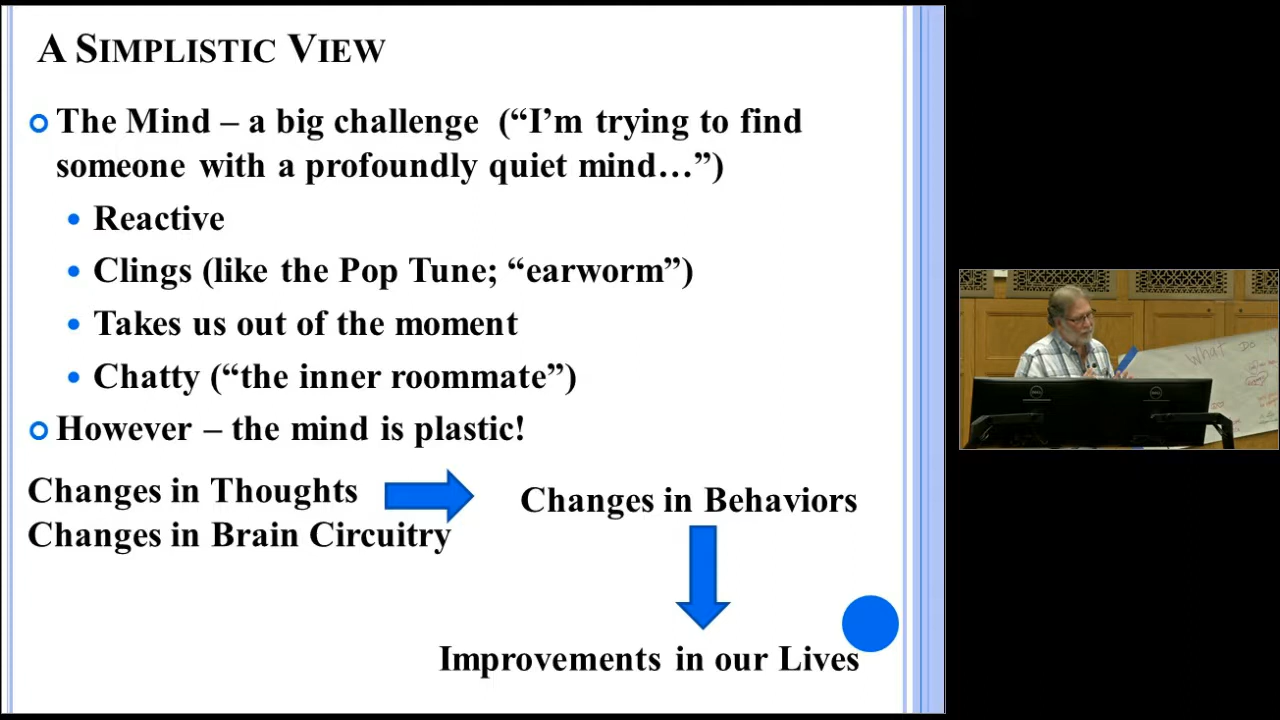 A SIMPLISTIC VIEW
The Mind – a big challenge (“I’m trying to find
someone with a profoundly quiet mind…”)
Reactive
Clings (like the Pop Tune; “earworm”)
Takes us out of the moment
Chatty (“the inner roommate”)
However – the mind is plastic!
Changes in Thoughts
Changes in Brain Circuitry
Changes in Behaviors
Improvements in our Lives
What Do